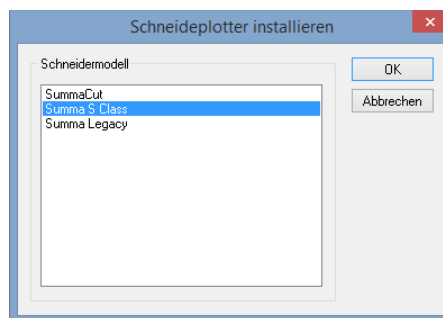 Schneideplotter installieren
Schneidermodell
SummaCut
Summa S Class
Summa Legacy
OK
Abbrechen